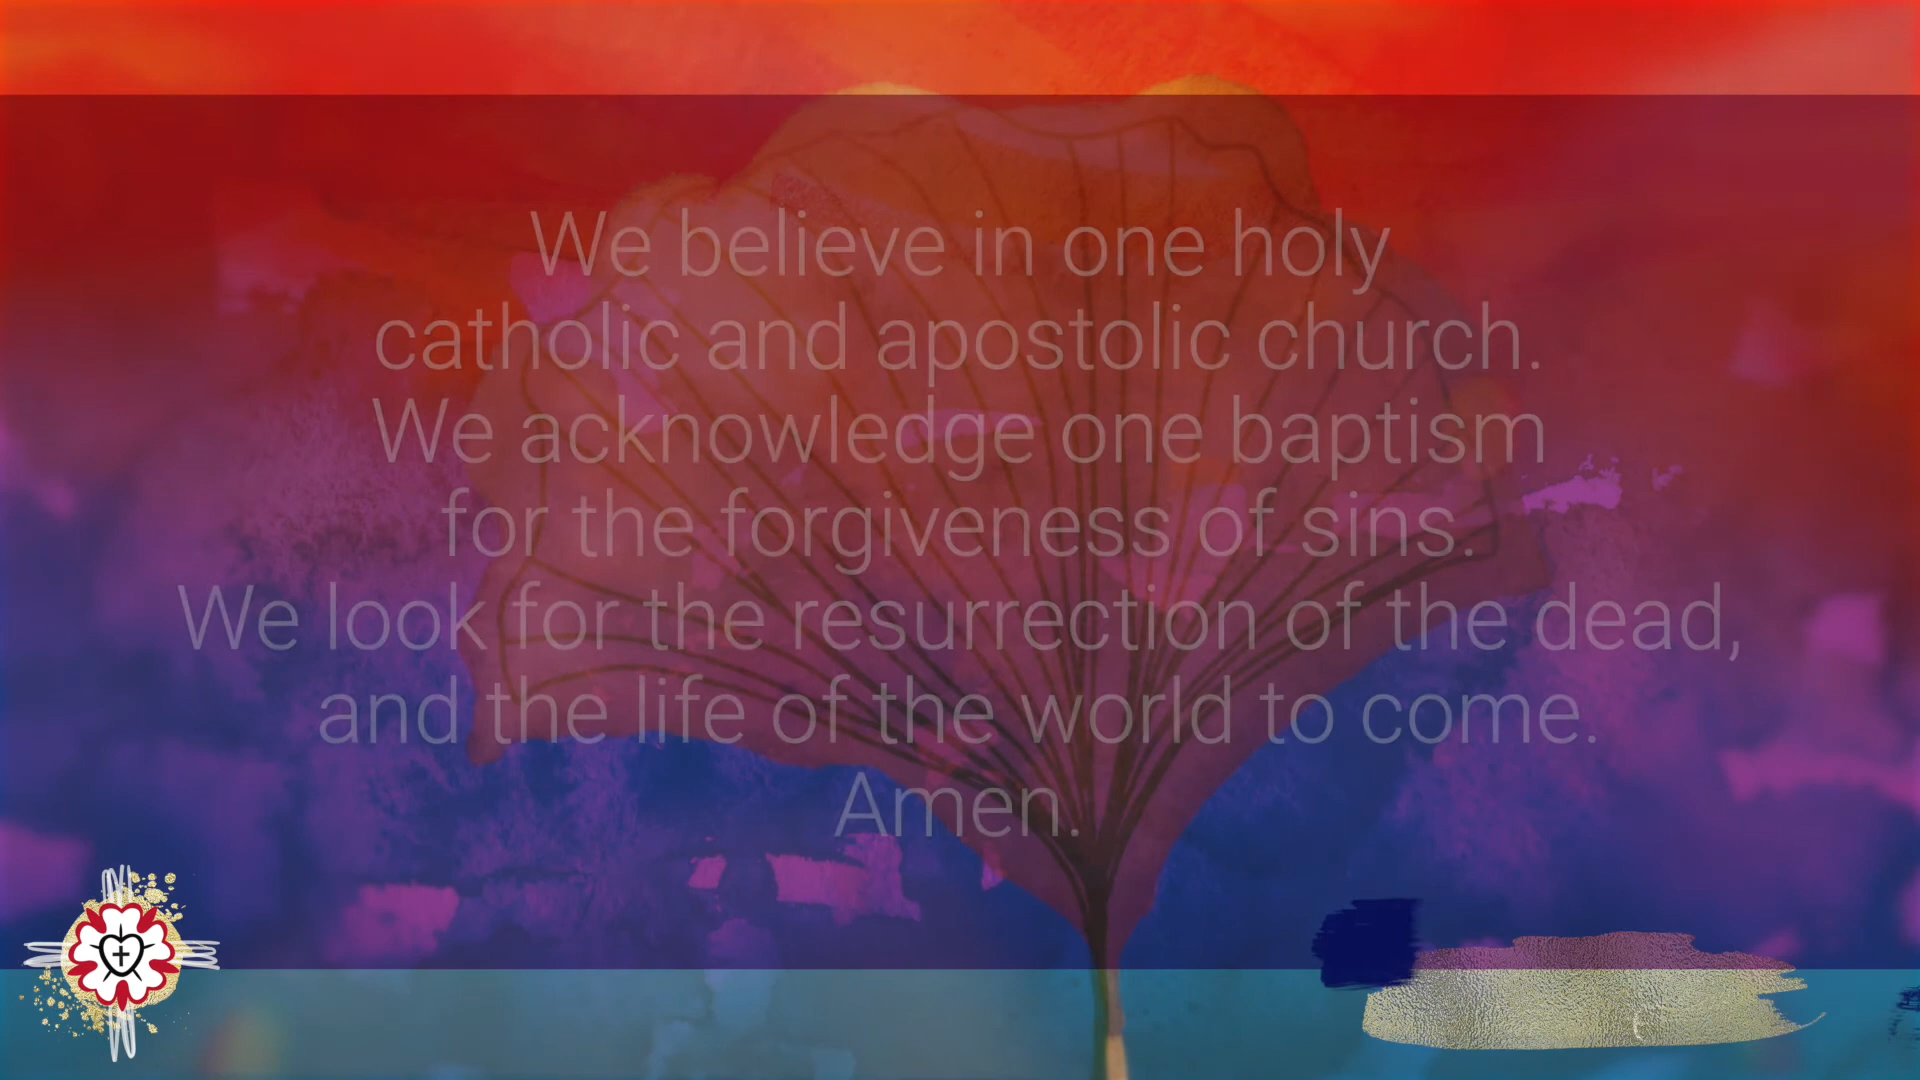 We believe in one holy
catholic and apostolic church.
We acknowledge one baptism
for the forgiveness of sins.
We look for the resurrection of the dead,
and the life of the world to come.
Amen.